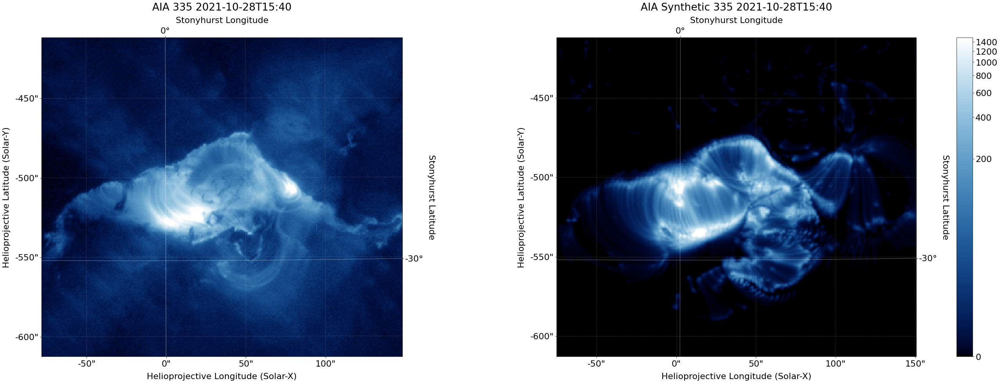 AIA 335 2021-10-28T15:40
Stonyhurst Longitude
0°
-450"
-500"
-550"
-600"
Helioprojective Latitude (Solar-Y)
Stonyhurst Latitude
-30°
-50"
0"
50"
100"
Helioprojective Longitude (Solar-X)
AIA Synthetic 335 2021-10-28T15:40
Stonyhurst Longitude
0°
-450"
-500"
-550"
-600"
Helioprojective Latitude (Solar-Y)
Stonyhurst Latitude
-30°
-50"
0"
50"
100"
150"
Helioprojective Longitude (Solar-X)
1400
1200
1000
800
600
400
200
0